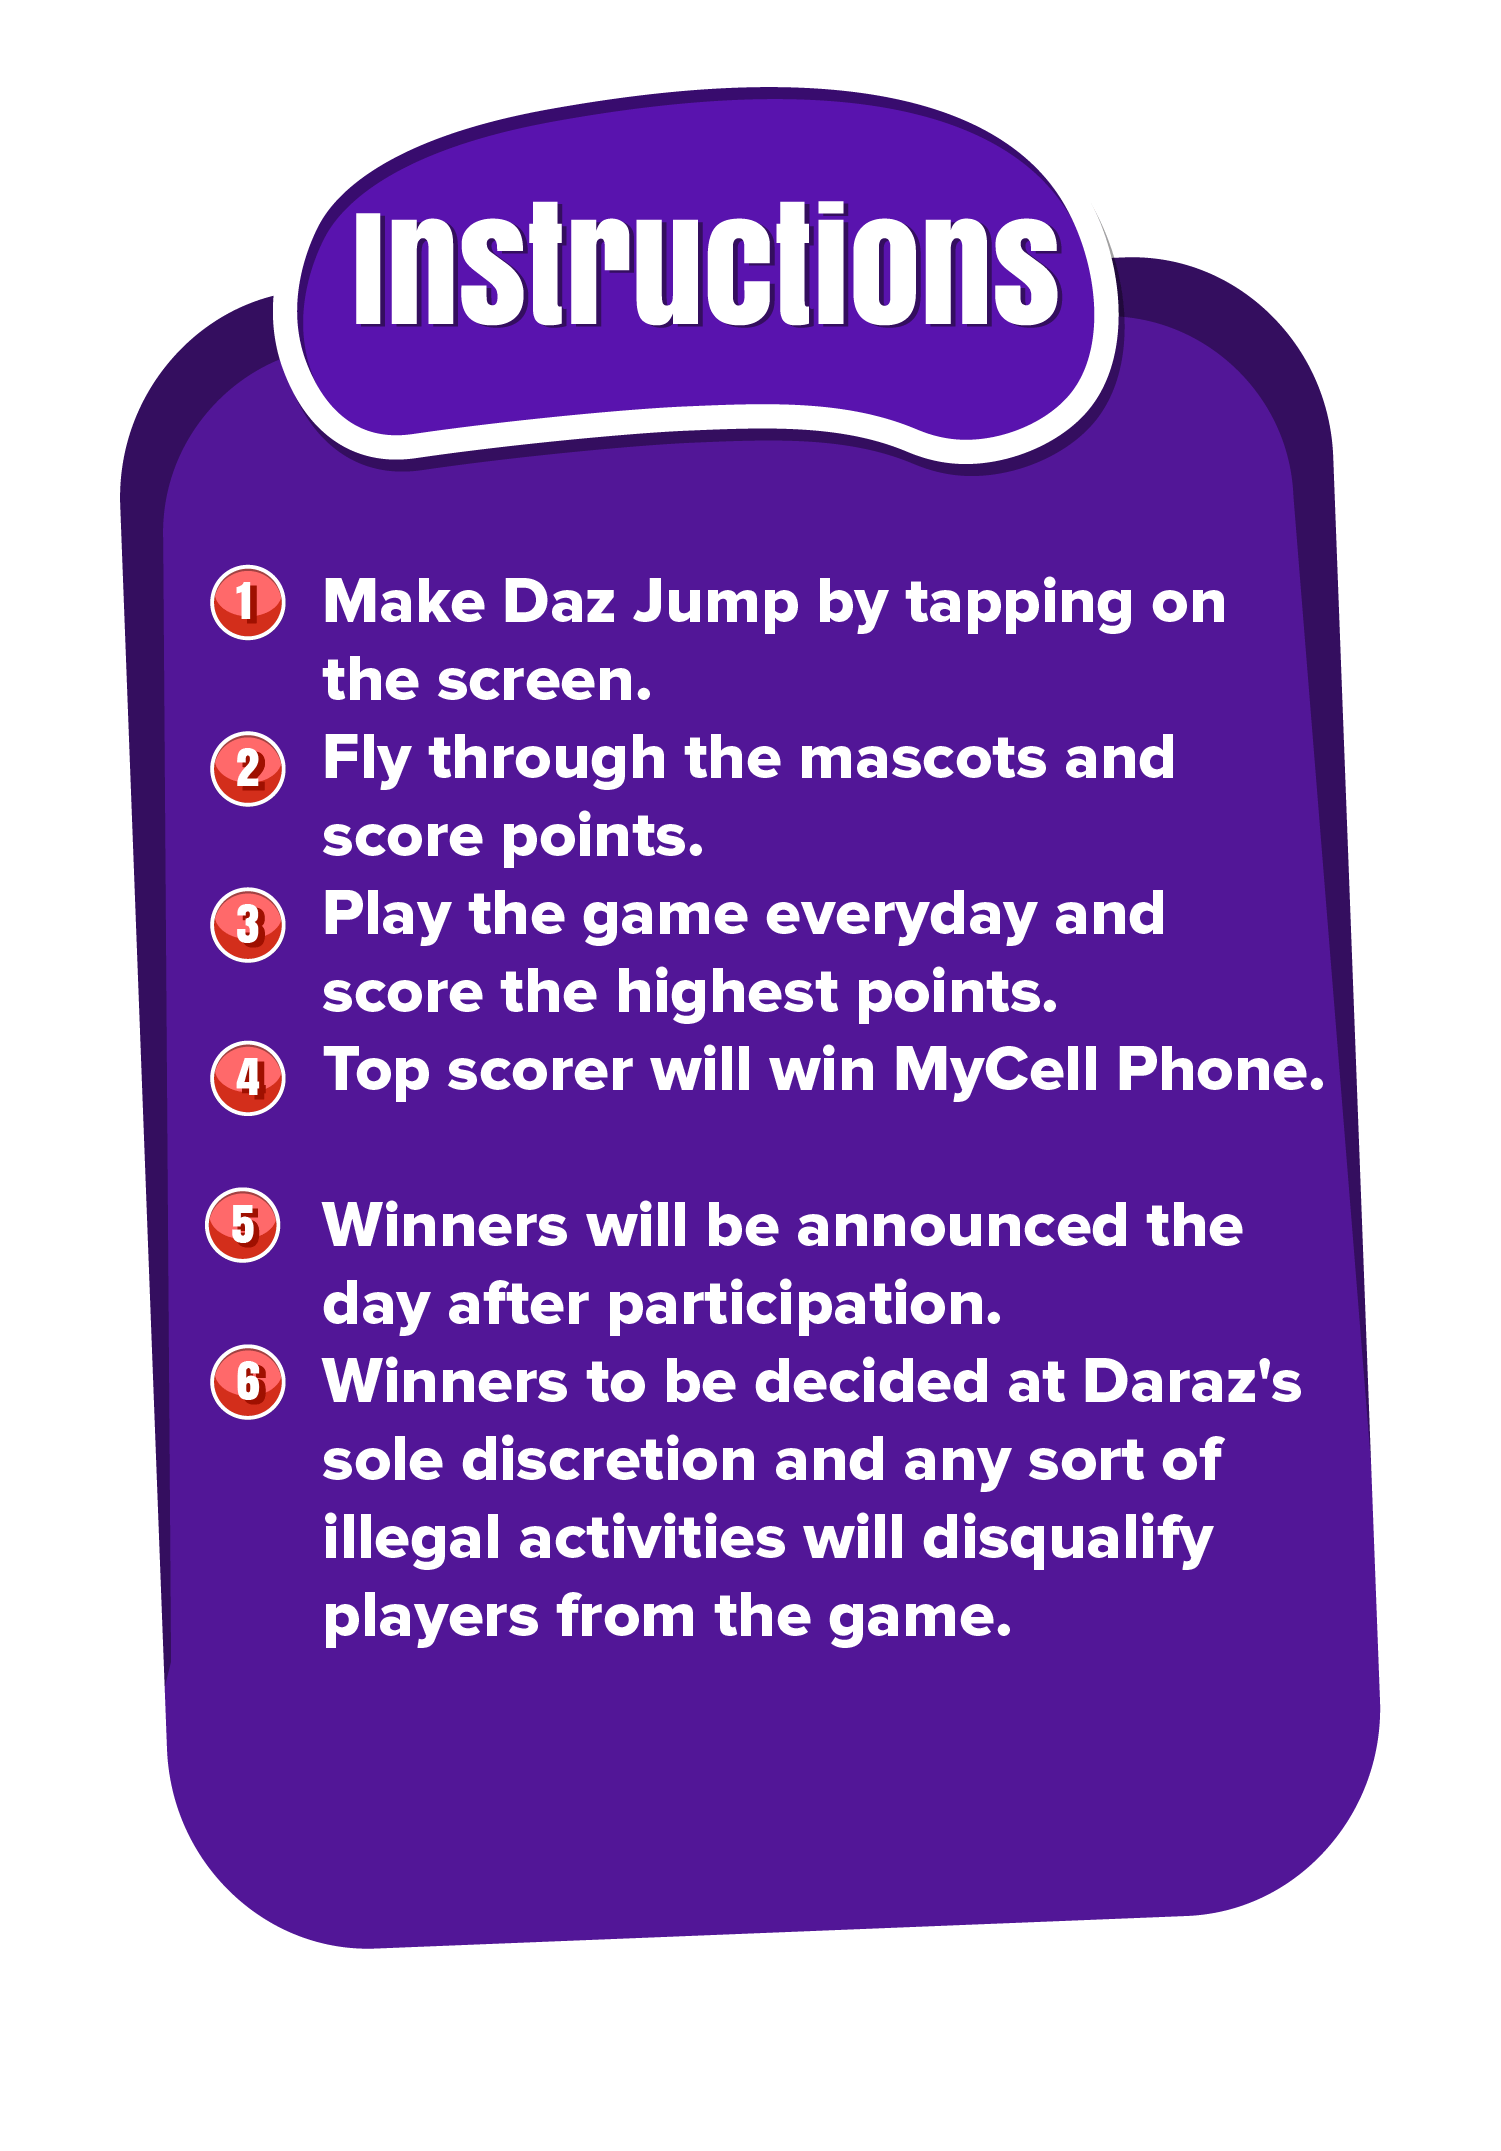 Instructions
1 Make Daz Jump by tapping on
the screen.
2 Fly through the mascots and
score points.
3 Play the game everyday and
score the highest points.
4 Top scorer will win MyCell Phone.
5 Winners will be announced the
day after participation.
6 Winners to be decided at Daraz's
sole discretion and any sort of
illegal activities will disqualify
players from the game.